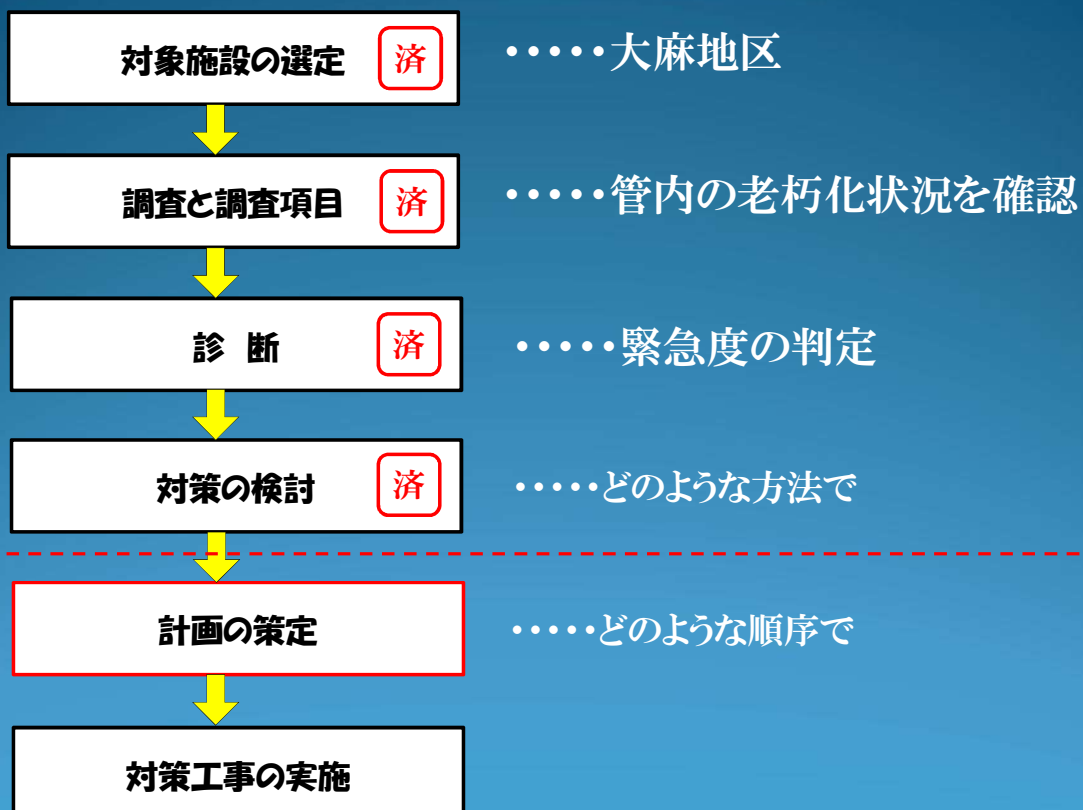 対象施設の選定 済 ・・・・・大麻地区
調査と調査項目 済 ・・・・・管内の老朽化状況を確認
診 断 済 ・・・・・緊急度の判定
対策の検討 済 ・・・・・どのような方法で
計画の策定 ・・・・・どのような順序で
対策工事の実施